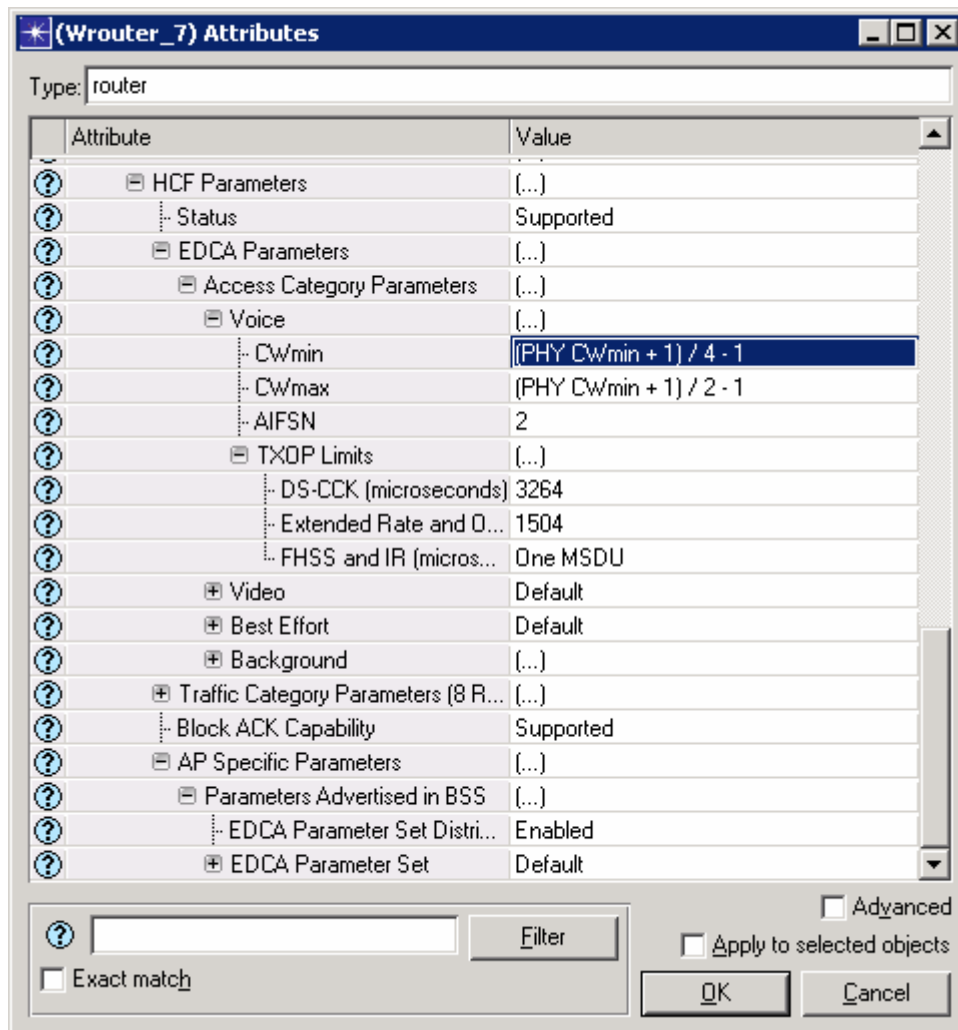 (Wrouter_7) Attributes
Type: router
Attribute Value
HCF Parameters (...)
Status Supported
EDCA Parameters (...)
Access Category Parameters (...)
Voice (...)
CWmin (PHY CWmin + 1) / 4 - 1
CWmax (PHY CWmin + 1) / 2 - 1
AIFSN 2
TXOP Limits (...)
DS-CCK (microseconds) 3264
Extended Rate and O... 1504
FHSS and IR (micros... One MSDU
Video Default
Best Effort Default
Background (...)
Traffic Category Parameters (8 R... (...)
Block ACK Capability Supported
AP Specific Parameters (...)
Parameters Advertised in BSS (...)
EDCA Parameter Set Distri... Enabled
EDCA Parameter Set Default
Advanced
Filter
Apply to selected objects
Exact match
OK Cancel